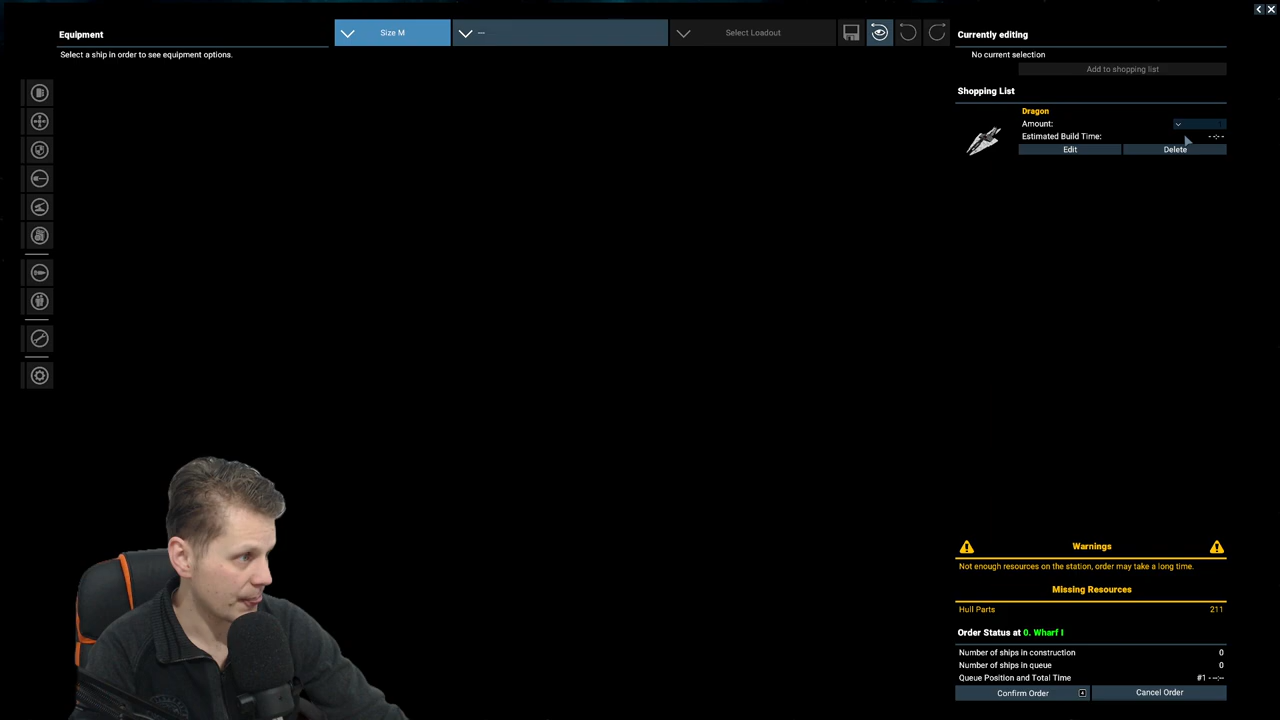 Equipment
Select a ship in order to see equipment options.
Size M
---
Select Loadout
Currently editing
No current selection
Add to shopping list
Shopping List
Dragon
Amount:
Estimated Build Time: --:--
Edit
Delete
Warnings
Not enough resources on the station, order may take a long time.
Missing Resources
Hull Parts 211
Order Status at 0. Wharf I
Number of ships in construction 0
Number of ships in queue 0
Queue Position and Total Time #1 --:--
Confirm Order
Cancel Order